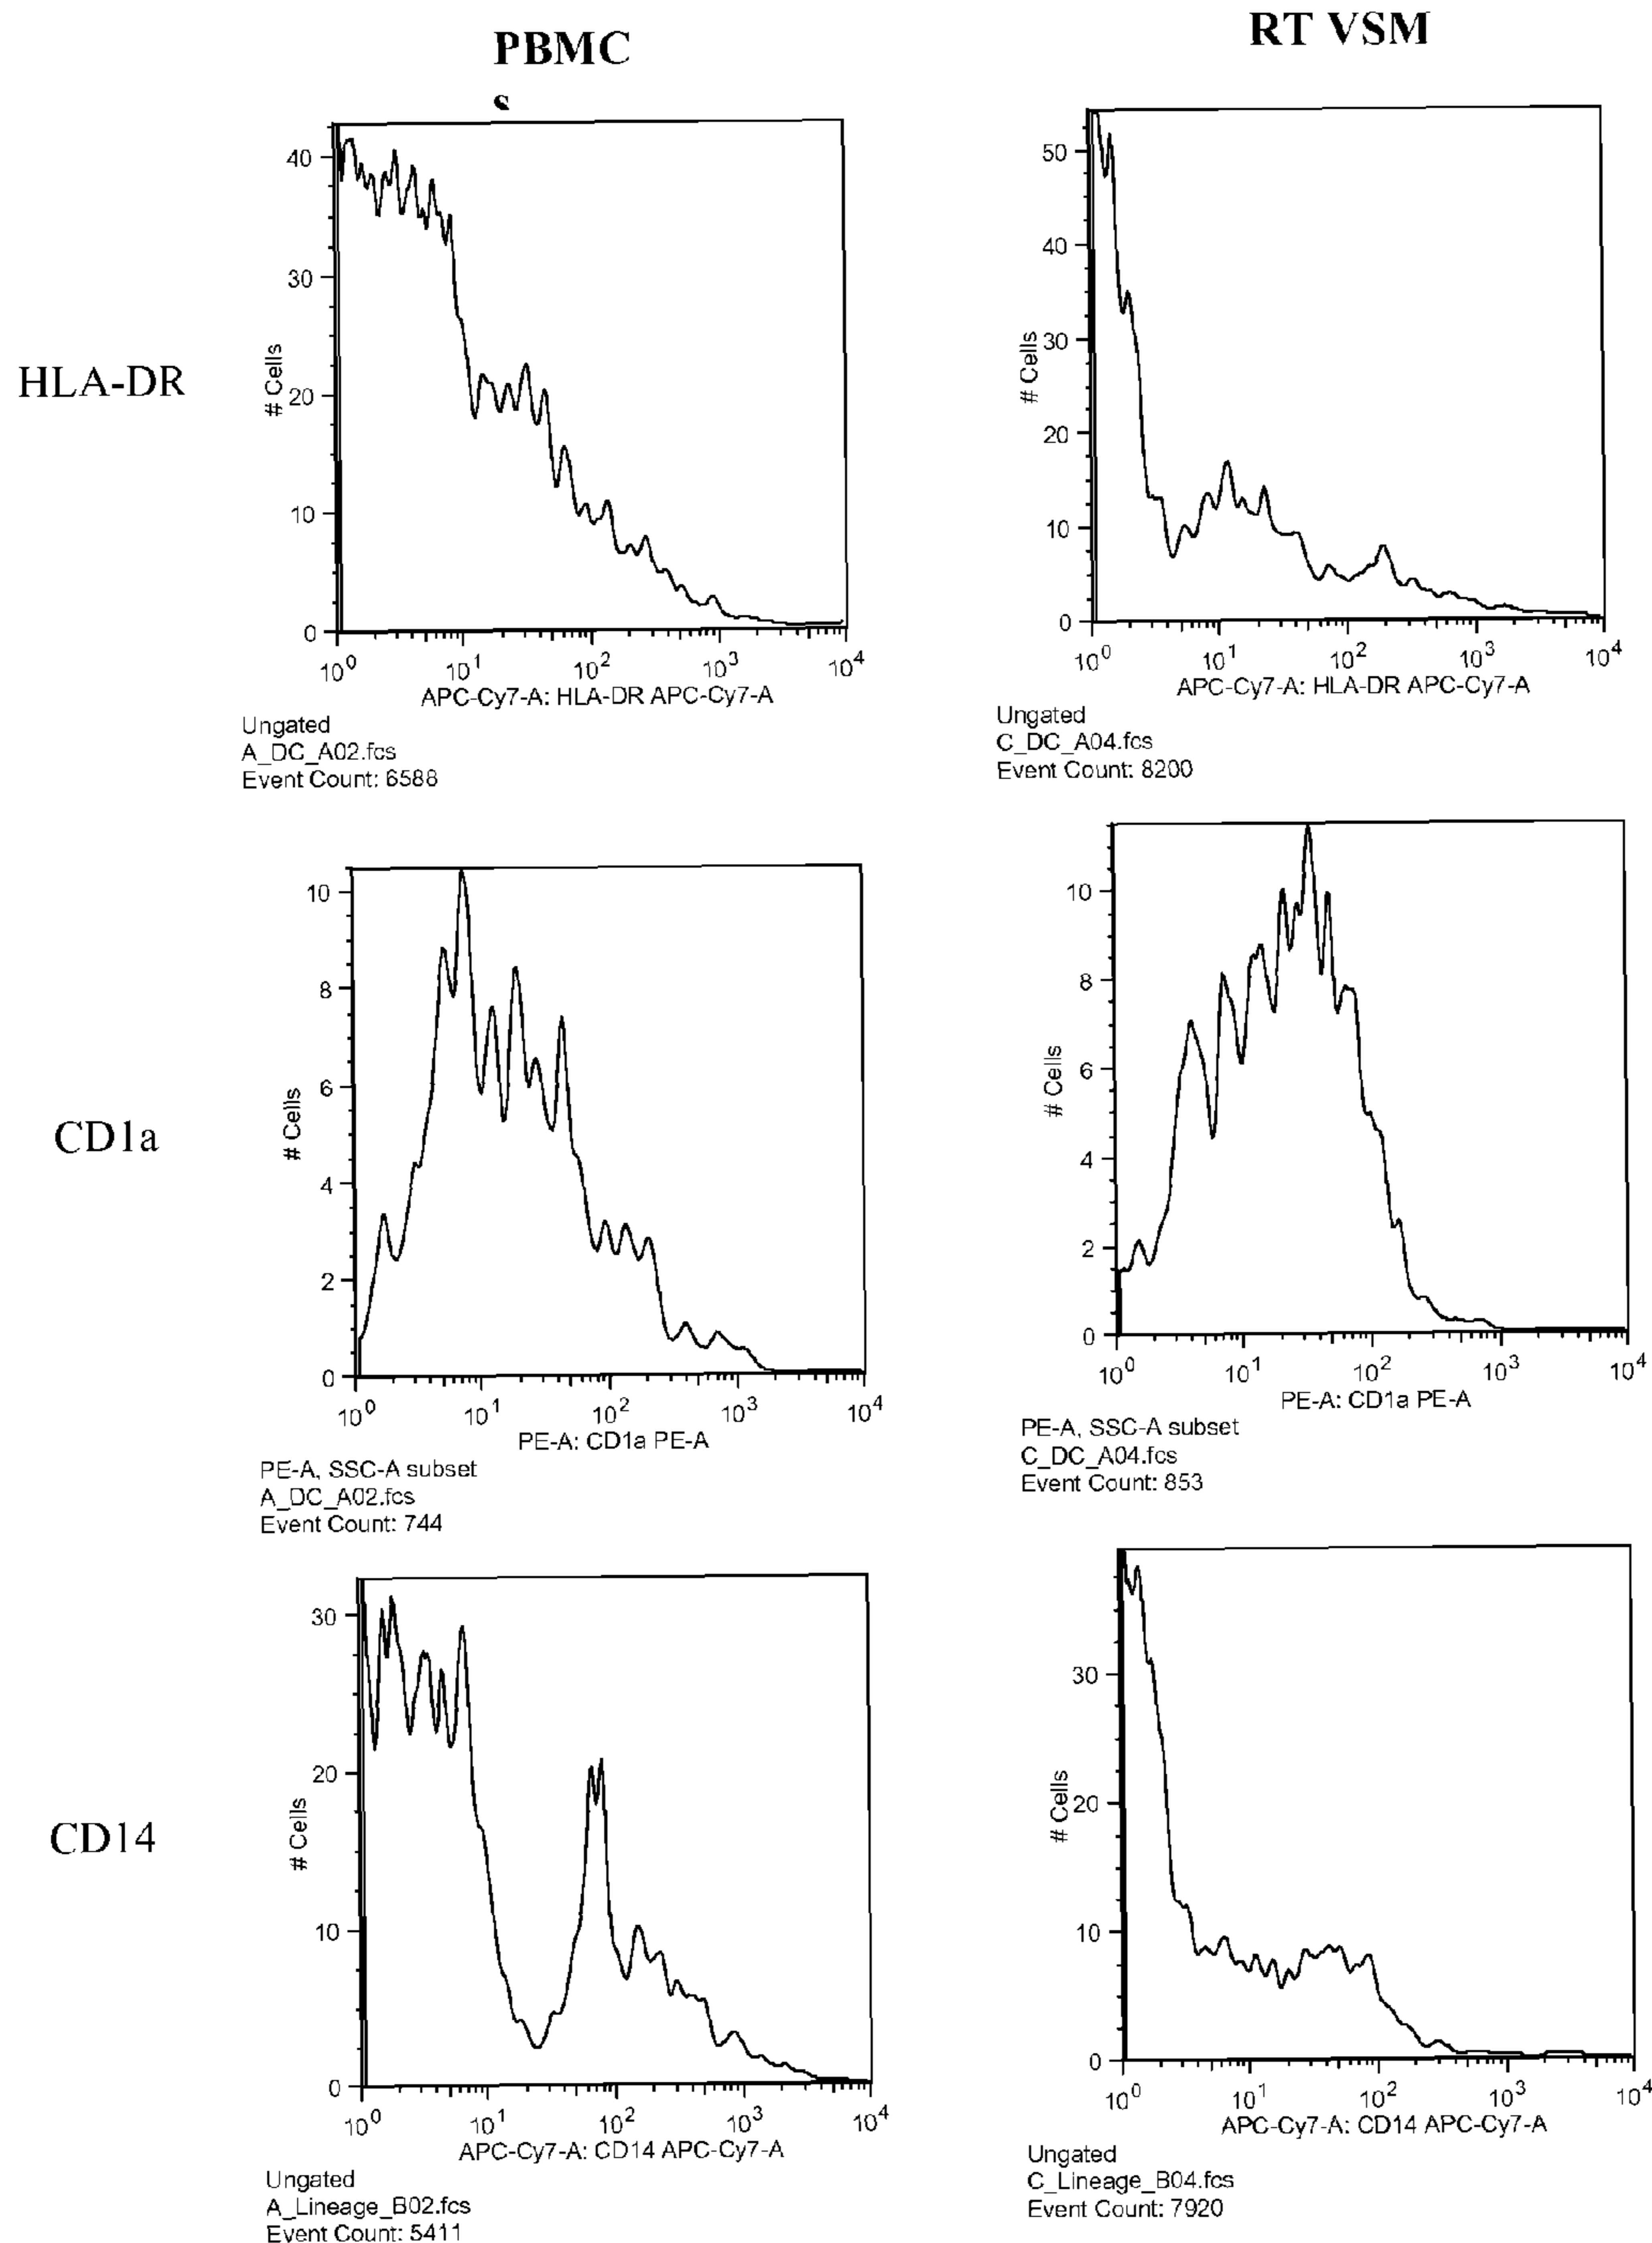 PBMC
s
RT VSM
HLA-DR
# Cells
40
30
20
10
0
10^0 10^1 10^2 10^3 10^4
APC-Cy7-A: HLA-DR APC-Cy7-A
Ungated
A_DC_A02.fcs
Event Count: 6588
# Cells
50
40
30
20
10
0
10^0 10^1 10^2 10^3 10^4
APC-Cy7-A: HLA-DR APC-Cy7-A
Ungated
C_DC_A04.fcs
Event Count: 8200
CD1a
# Cells
10
8
6
4
2
0
10^0 10^1 10^2 10^3 10^4
PE-A: CD1a PE-A
PE-A, SSC-A subset
A_DC_A02.fcs
Event Count: 744
# Cells
10
8
6
4
2
0
10^0 10^1 10^2 10^3 10^4
PE-A: CD1a PE-A
PE-A, SSC-A subset
C_DC_A04.fcs
Event Count: 853
CD14
# Cells
30
20
10
0
10^0 10^1 10^2 10^3 10^4
APC-Cy7-A: CD14 APC-Cy7-A
Ungated
A_Lineage_B02.fcs
Event Count: 5411
# Cells
30
20
10
0
10^0 10^1 10^2 10^3 10^4
APC-Cy7-A: CD14 APC-Cy7-A
Ungated
C_Lineage_B04.fcs
Event Count: 7920